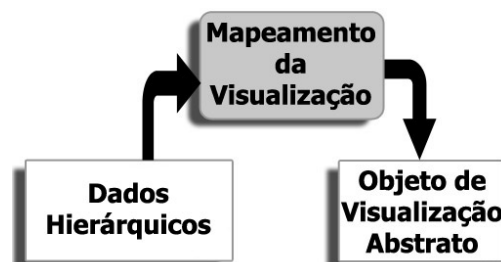 Mapeamento
da
Visualização
Dados
Hierárquicos
Objeto de
Visualização
Abstrato